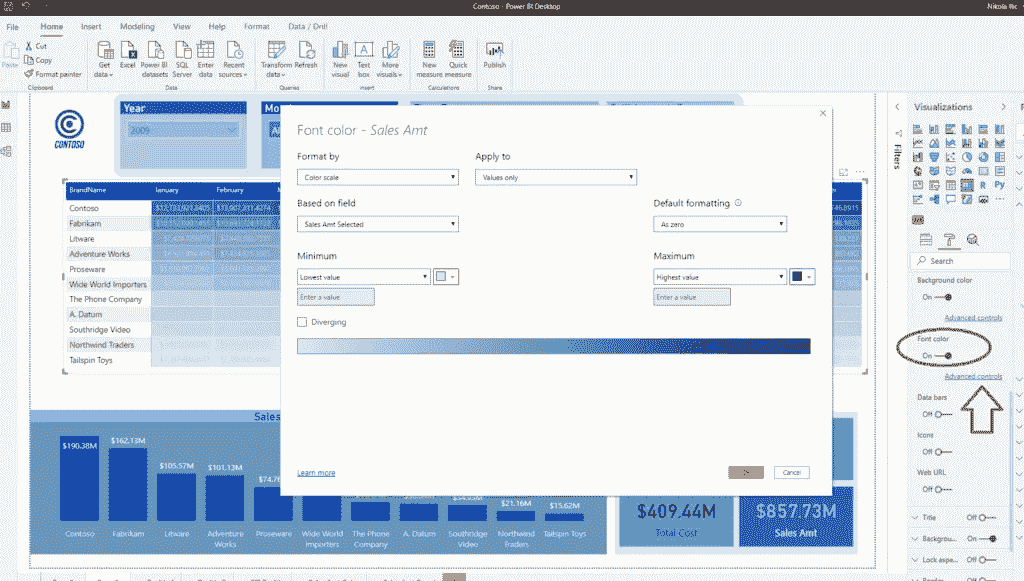 Contoso - Power BI Desktop
Nikola Ilic
File Home Insert Modeling View Help Format Data / Drill
Paste
Cut
Copy
Format painter
Clipboard
Get data
Excel
Power BI datasets
SQL Server
Enter data
Recent sources
Data
Transform data
Refresh
Queries
New visual
Text box
More visuals
Insert
New measure
Quick measure
Calculations
Publish
Share
CONTOSO
Year
2009
BrandName January February
Contoso
Fabrikam
Litware
Adventure Works
Proseware
Wide World Importers
The Phone Company
A. Datum
Southridge Video
Northwind Traders
Tailspin Toys
Font color - Sales Amt
Format by
Apply to
Color scale
Values only
Based on field
Default formatting
Sales Amt Selected
As zero
Minimum
Maximum
Lowest value
Highest value
Enter a value
Enter a value
Diverging
Learn more
Cancel
Sales
$190.38M
$162.13M
$105.57M
$101.13M
$21.16M
$15.62M
Contoso
Fabrikam
Litware
Adventure Works
Proseware
Wide World Importers
The Phone Company
A. Datum
Southridge Video
Northwind Traders
Tailspin Toys
$409.44M
Total Cost
$857.73M
Sales Amt
Filters
Visualizations
Search
Background color
On
Advanced controls
Font color
On
Advanced controls
Data bars
Off
Icons
Off
Web URL
Off
Title Off
Backgrou... On
Lock aspe... Off